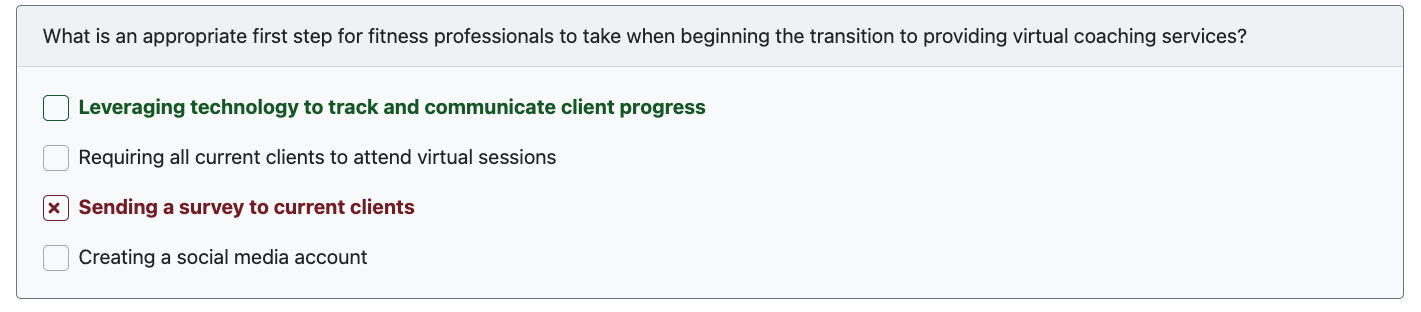 What is an appropriate first step for fitness professionals to take when beginning the transition to providing virtual coaching services?
Leveraging technology to track and communicate client progress
Requiring all current clients to attend virtual sessions
Sending a survey to current clients
Creating a social media account